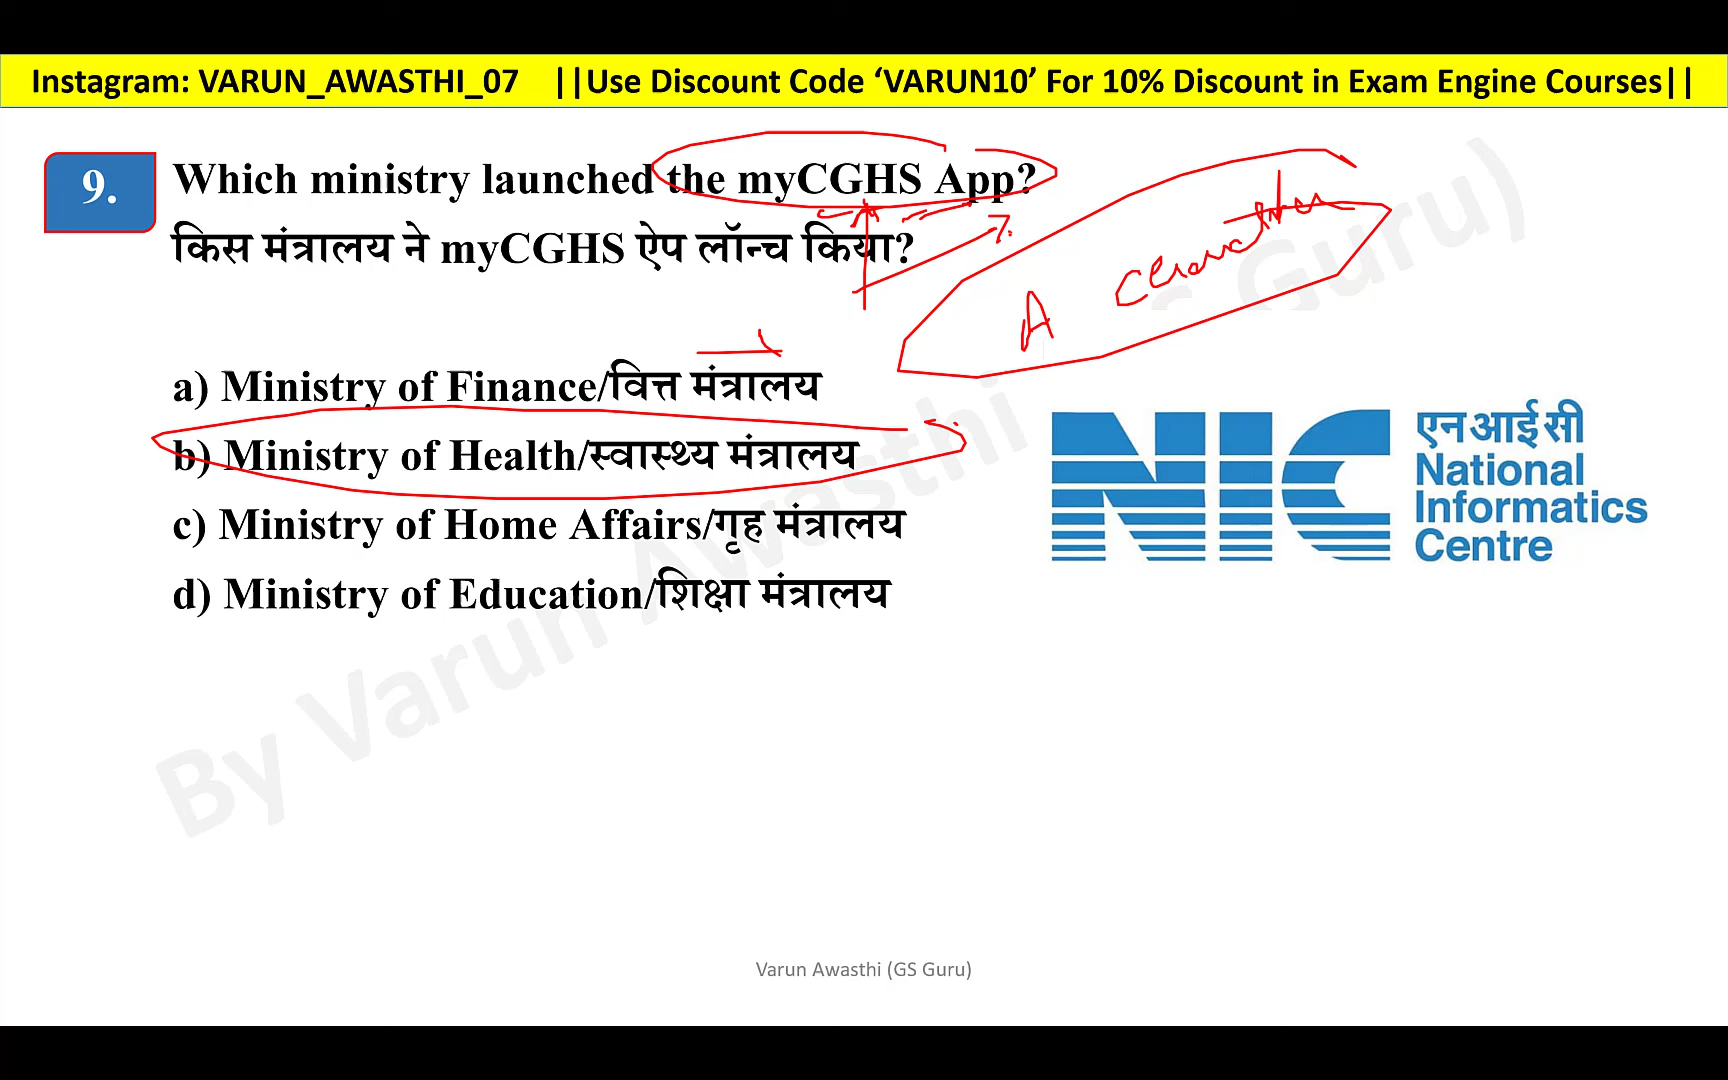 Instagram: VARUN_AWASTHI_07 ||Use Discount Code ‘VARUN10’ For 10% Discount in Exam Engine Courses||
9. Which ministry launched the myCGHS App?
किस मंत्रालय ने myCGHS ऐप लॉन्च किया?
A
a) Ministry of Finance/वित्त मंत्रालय
b) Ministry of Health/स्वास्थ्य मंत्रालय
c) Ministry of Home Affairs/गृह मंत्रालय
d) Ministry of Education/शिक्षा मंत्रालय
NIC
एनआईसी
National
Informatics
Centre
By Varun Awasthi Guru)
Varun Awasthi (GS Guru)